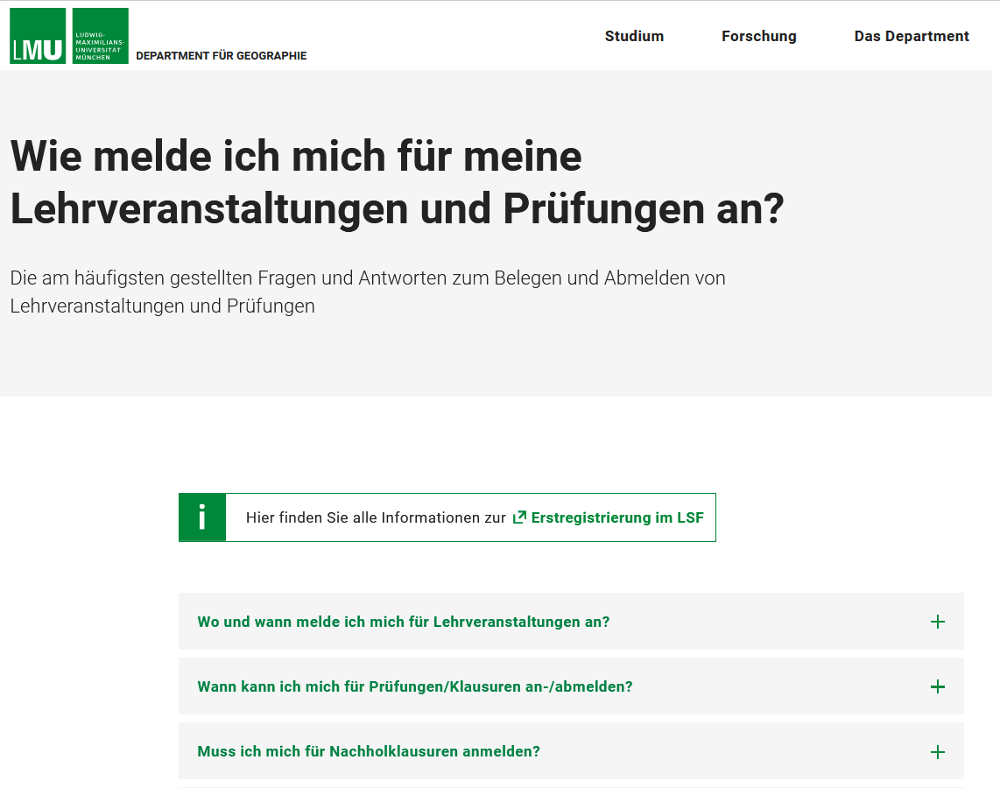 LMU
LUDWIG-
MAXIMILIANS-
UNIVERSITÄT
MÜNCHEN
DEPARTMENT FÜR GEOGRAPHIE
Studium
Forschung
Das Department
Wie melde ich mich für meine
Lehrveranstaltungen und Prüfungen an?
Die am häufigsten gestellten Fragen und Antworten zum Belegen und Abmelden von
Lehrveranstaltungen und Prüfungen
i Hier finden Sie alle Informationen zur Erstregistrierung im LSF
Wo und wann melde ich mich für Lehrveranstaltungen an?
Wann kann ich mich für Prüfungen/Klausuren an-/abmelden?
Muss ich mich für Nachholklausuren anmelden?